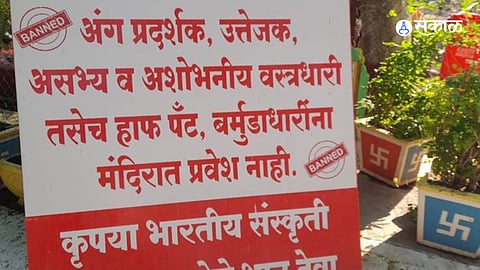 सकाळ
BANNED
अंग प्रदर्शक, उत्तेजक,
असभ्य व अशोभनीय वस्त्रधारी
तसेच हाफ पँट, बर्मुडाधारींना
मंदिरात प्रवेश नाही.
BANNED
कृपया भारतीय संस्कृती